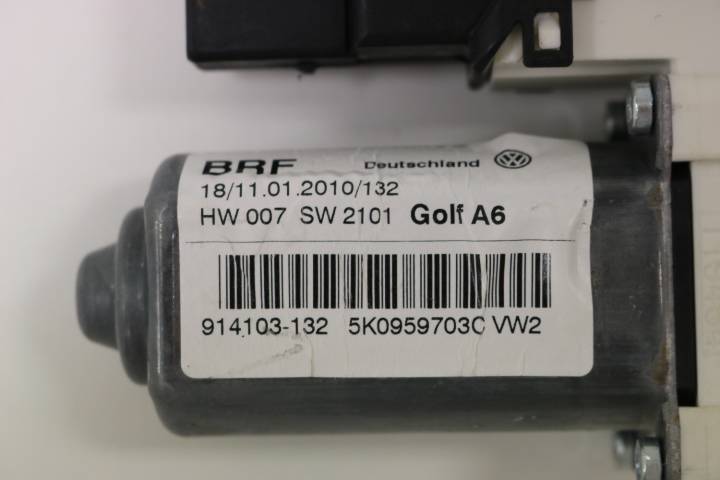 BRF Deutschland
18/11.01.2010/132
HW 007 SW 2101 Golf A6
914103-132 5K0959703C VW2